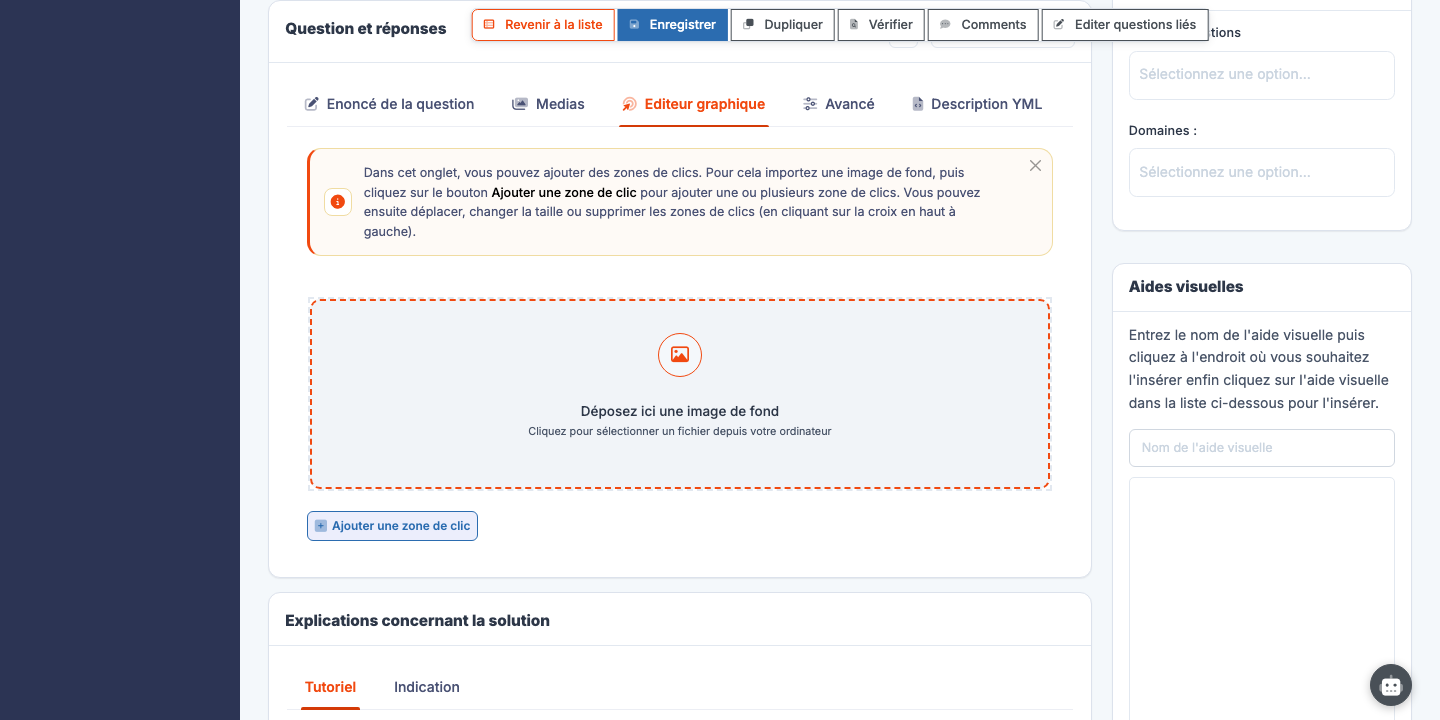 Question et réponses
Revenir à la liste
Enregistrer
Dupliquer
Vérifier
Comments
Editer questions liés
Enoncé de la question
Medias
Editeur graphique
Avancé
Description YML
Dans cet onglet, vous pouvez ajouter des zones de clics. Pour cela importez une image de fond, puis
cliquez sur le bouton Ajouter une zone de clic pour ajouter une ou plusieurs zone de clics. Vous pouvez
ensuite déplacer, changer la taille ou supprimer les zones de clics (en cliquant sur la croix en haut à
gauche).
Déposez ici une image de fond
Cliquez pour sélectionner un fichier depuis votre ordinateur
Ajouter une zone de clic
Explications concernant la solution
Tutoriel
Indication
Sélectionnez une option...
Domaines :
Sélectionnez une option...
Aides visuelles
Entrez le nom de l'aide visuelle puis
cliquez à l'endroit où vous souhaitez
l'insérer enfin cliquez sur l'aide visuelle
dans la liste ci-dessous pour l'insérer.
Nom de l'aide visuelle